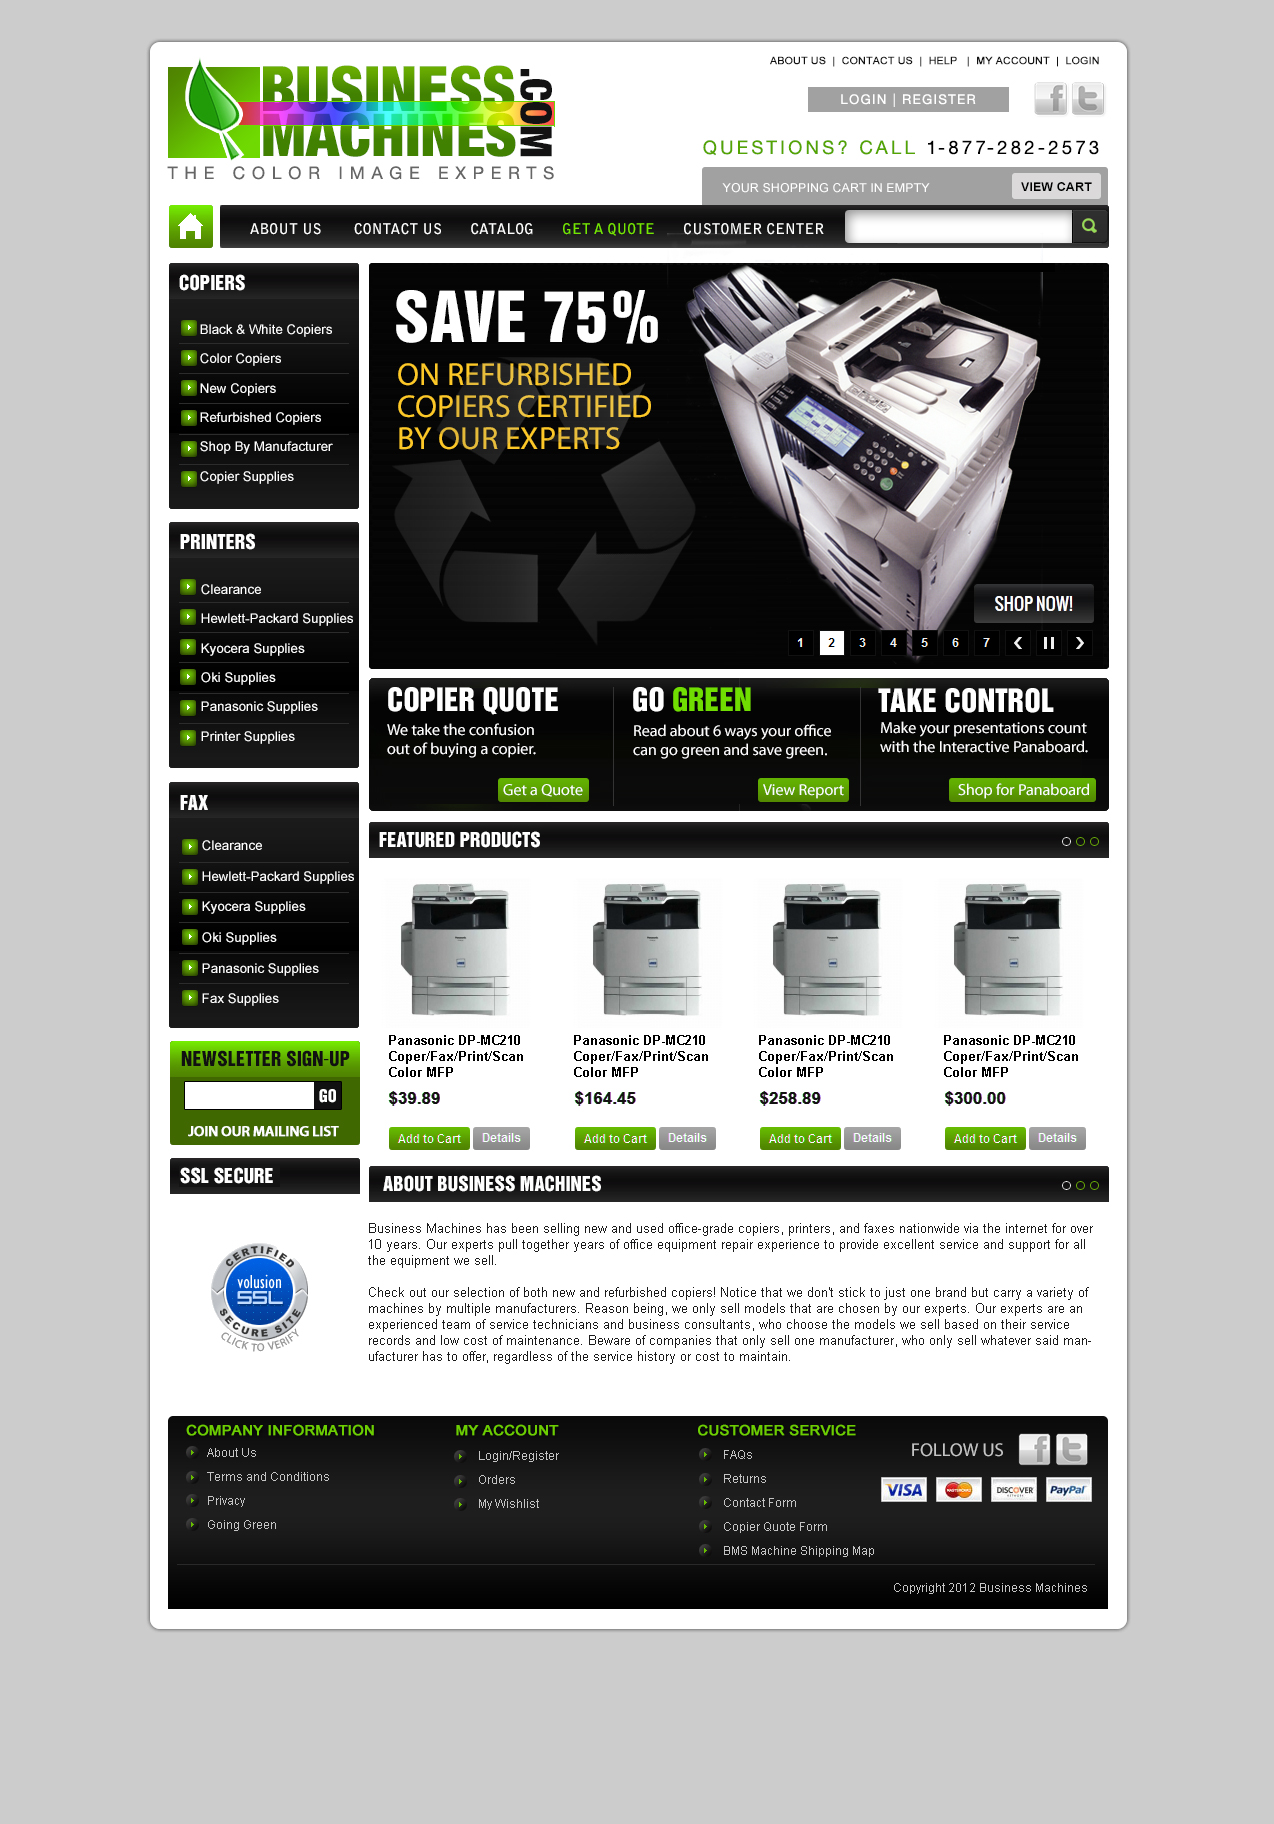 ABOUT US | CONTACT US | HELP | MY ACCOUNT | LOGIN
BUSINESS
MACHINES
.COM
THE COLOR IMAGE EXPERTS
LOGIN | REGISTER
f t
QUESTIONS? CALL 1-877-282-2573
YOUR SHOPPING CART IN EMPTY
VIEW CART
ABOUT US CONTACT US CATALOG GET A QUOTE CUSTOMER CENTER
COPIERS
Black & White Copiers
Color Copiers
New Copiers
Refurbished Copiers
Shop By Manufacturer
Copier Supplies
PRINTERS
Clearance
Hewlett-Packard Supplies
Kyocera Supplies
Oki Supplies
Panasonic Supplies
Printer Supplies
FAX
Clearance
Hewlett-Packard Supplies
Kyocera Supplies
Oki Supplies
Panasonic Supplies
Fax Supplies
NEWSLETTER SIGN-UP
GO
JOIN OUR MAILING LIST
SSL SECURE
CERTIFIED
volusion
SSL
SECURE SITE
CLICK TO VERIFY
SAVE 75%
ON REFURBISHED
COPIERS CERTIFIED
BY OUR EXPERTS
SHOP NOW!
1 2 3 4 5 6 7
COPIER QUOTE
We take the confusion
out of buying a copier.
Get a Quote
GO GREEN
Read about 6 ways your office
can go green and save green.
View Report
TAKE CONTROL
Make your presentations count
with the Interactive Panaboard.
Shop for Panaboard
FEATURED PRODUCTS
Panasonic DP-MC210
Coper/Fax/Print/Scan
Color MFP
$39.89
Add to Cart Details
Panasonic DP-MC210
Coper/Fax/Print/Scan
Color MFP
$164.45
Add to Cart Details
Panasonic DP-MC210
Coper/Fax/Print/Scan
Color MFP
$258.89
Add to Cart Details
Panasonic DP-MC210
Coper/Fax/Print/Scan
Color MFP
$300.00
Add to Cart Details
ABOUT BUSINESS MACHINES
Business Machines has been selling new and used office-grade copiers, printers, and faxes nationwide via the internet for over
10 years. Our experts pull together years of office equipment repair experience to provide excellent service and support for all
the equipment we sell.
Check out our selection of both new and refurbished copiers! Notice that we don't stick to just one brand but carry a variety of
machines by multiple manufacturers. Reason being, we only sell models that are chosen by our experts. Our experts are an
experienced team of service technicians and business consultants, who choose the models we sell based on their service
records and low cost of maintenance. Beware of companies that only sell one manufacturer, who only sell whatever said man-
ufacturer has to offer, regardless of the service history or cost to maintain.
COMPANY INFORMATION
About Us
Terms and Conditions
Privacy
Going Green
MY ACCOUNT
Login/Register
Orders
My Wishlist
CUSTOMER SERVICE
FAQs
Returns
Contact Form
Copier Quote Form
BMS Machine Shipping Map
FOLLOW US f t
VISA MasterCard DISCOVER PayPal
Copyright 2012 Business Machines